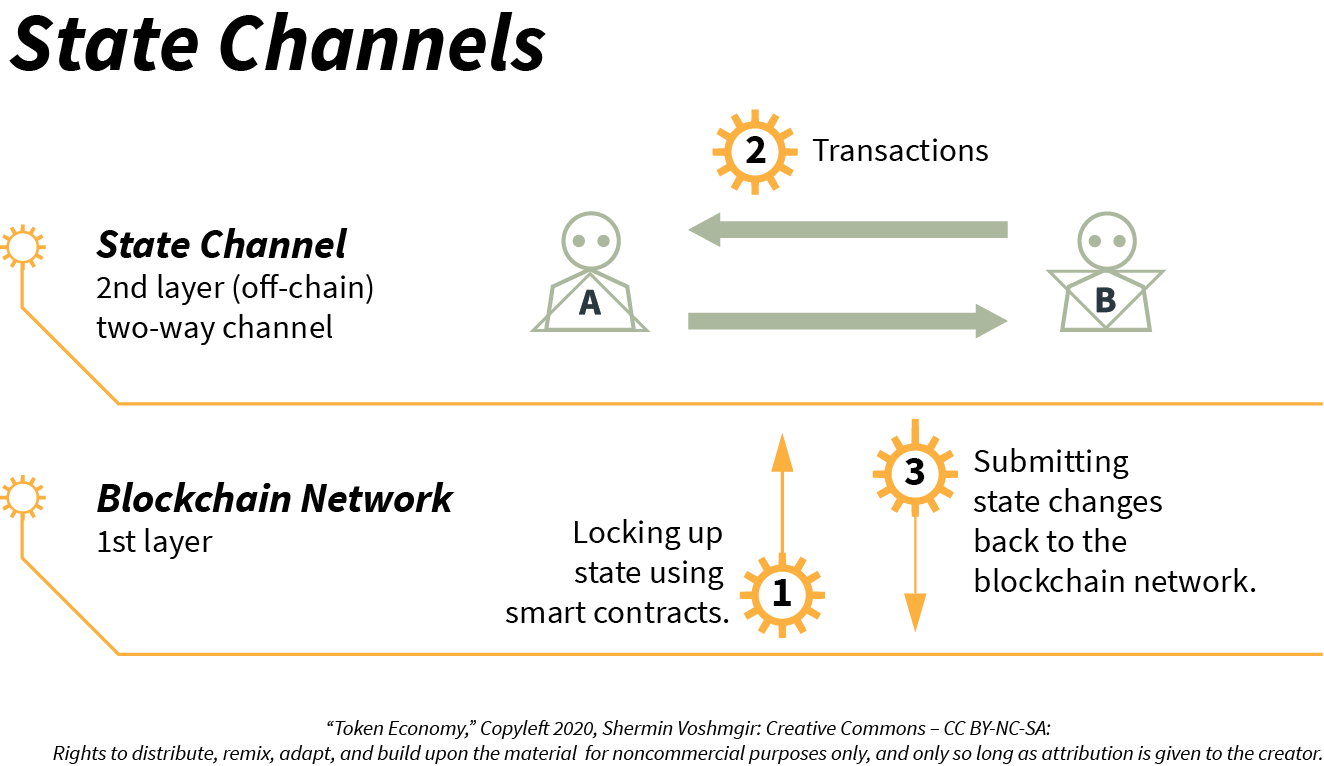 State Channels
2 Transactions
State Channel
2nd layer (off-chain)
two-way channel
A
B
Blockchain Network
1st layer
Locking up
state using
smart contracts.
1
3
Submitting
state changes
back to the
blockchain network.
“Token Economy,” Copyleft 2020, Shermin Voshmgir: Creative Commons – CC BY-NC-SA:
Rights to distribute, remix, adapt, and build upon the material for noncommercial purposes only, and only so long as attribution is given to the creator.